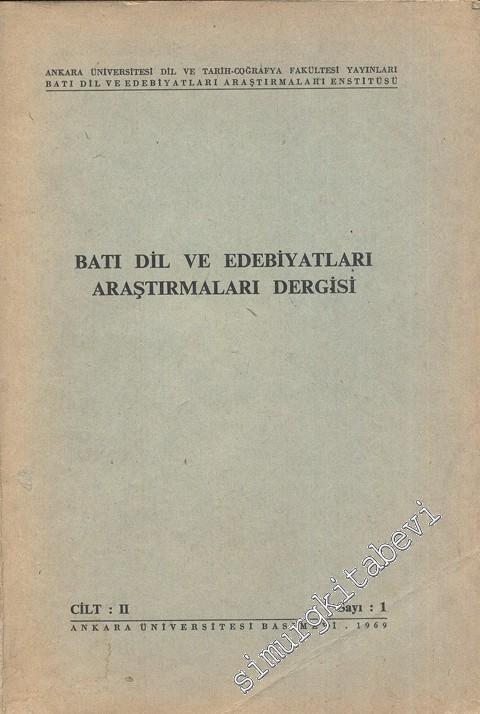 ANKARA ÜNİVERSİTESİ DİL VE TARİH-COĞRAFYA FAKÜLTESİ YAYINLARI
BATI DİL VE EDEBİYATLARI ARAŞTIRMALARI ENSTİTÜSÜ
BATI DİL VE EDEBİYATLARI
ARAŞTIRMALARI DERGİSİ
CİLT : II Sayı : 1
ANKARA ÜNİVERSİTESİ BASIMEVİ . 1969
simurgkitabevi